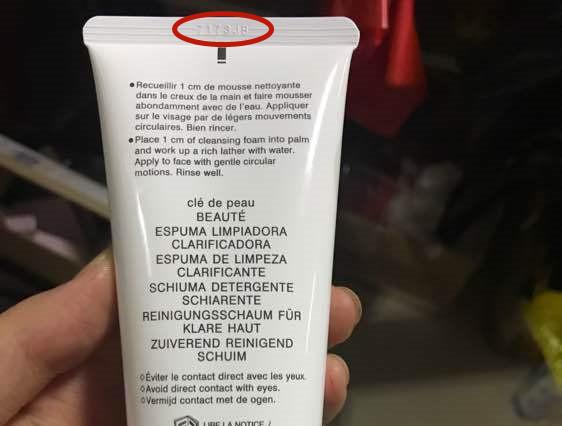 7173JB
•Recueillir 1 cm de mousse nettoyante
dans le creux de la main et faire mousser
abondamment avec de l'eau. Appliquer
sur le visage par de légers mouvements
circulaires. Bien rincer.
•Place 1 cm of cleansing foam into palm
and work up a rich lather with water.
Apply to face with gentle circular
motions. Rinse well.
clé de peau
BEAUTÉ
ESPUMA LIMPIADORA
CLARIFICADORA
ESPUMA DE LIMPEZA
CLARIFICANTE
SCHIUMA DETERGENTE
SCHIARENTE
REINIGUNGSSCHAUM FÜR
KLARE HAUT
ZUIVEREND REINIGEND
SCHUIM
◊Éviter le contact direct avec les yeux.
◊Avoid direct contact with eyes.
◊Vermijd contact met de ogen.
LIRE LA NOTICE /